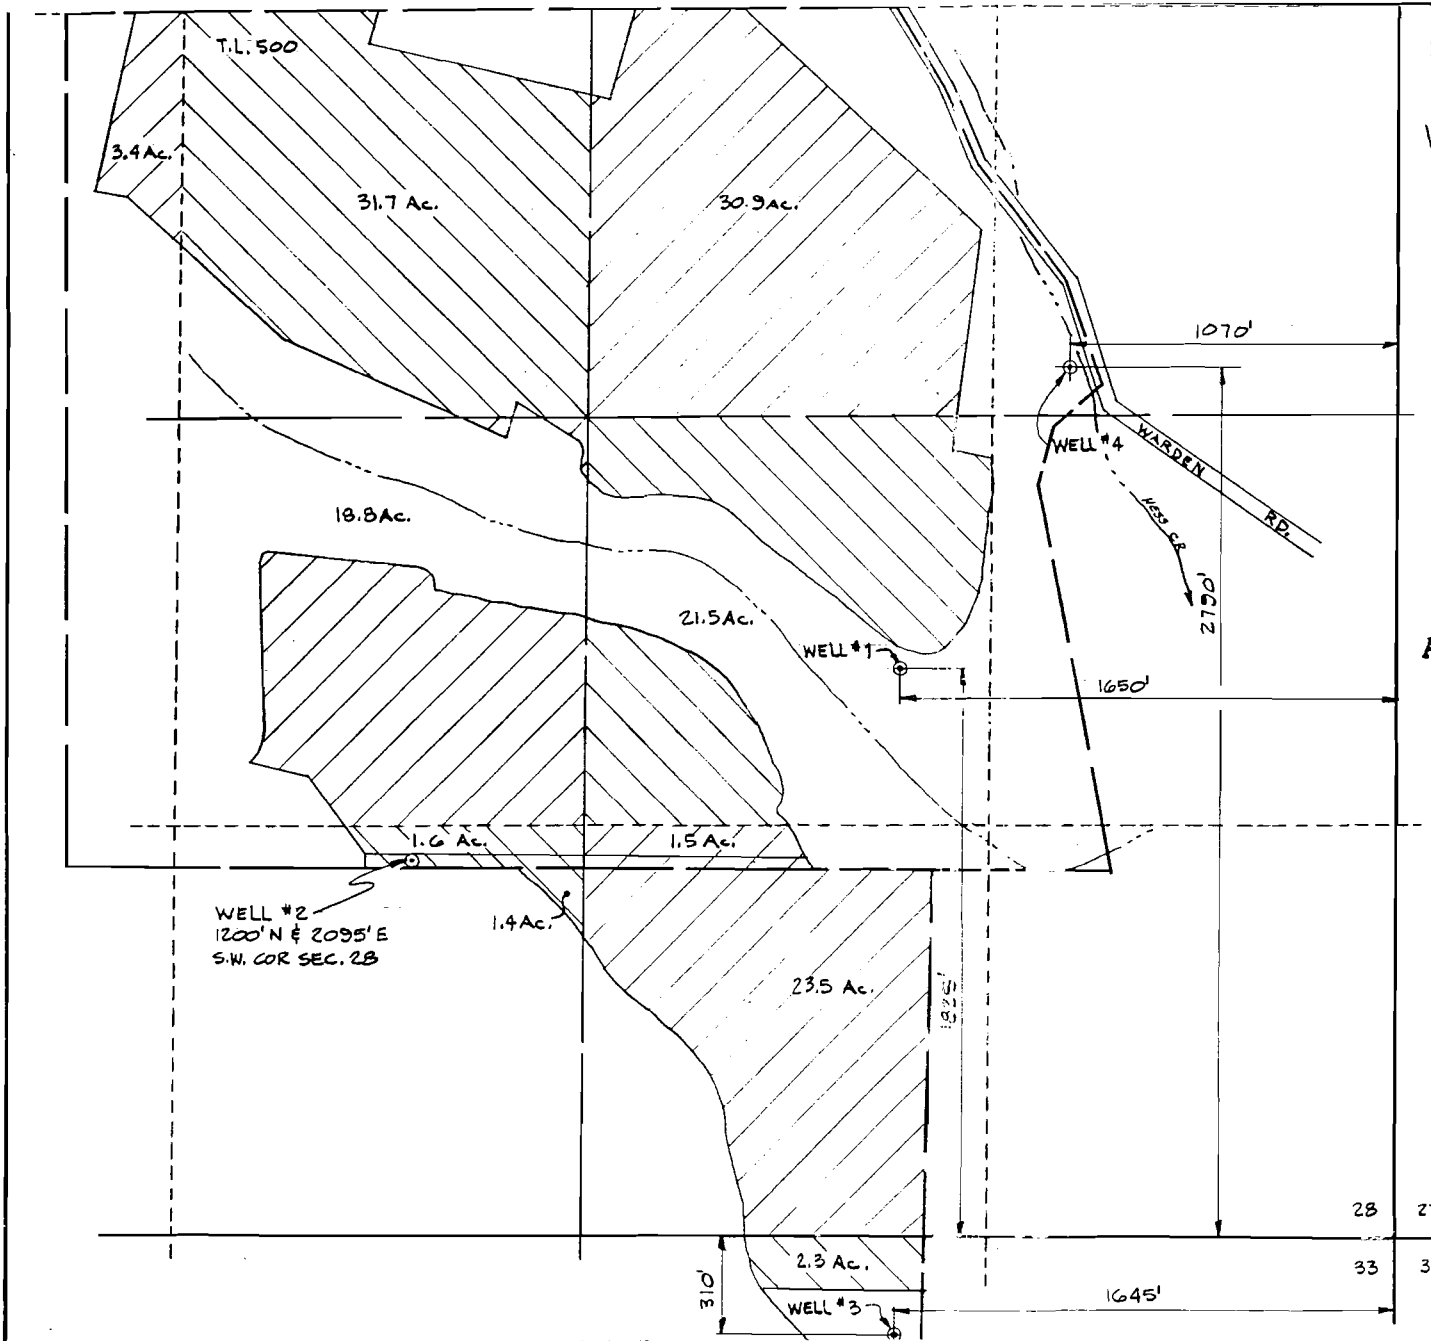 T.L. 500
3.4 Ac.
31.7 Ac.
30.9 Ac.
1070'
WELL #4
WARDEN
RD.
HESS CR
18.8 Ac.
21.5 Ac.
2790'
WELL #1
1650'
1.6 Ac.
1.5 Ac.
WELL #2
1200' N & 2095' E
S.W. COR SEC. 28
1.4 Ac.
23.5 Ac.
28
33
2.3 Ac.
310'
WELL #3
1645'